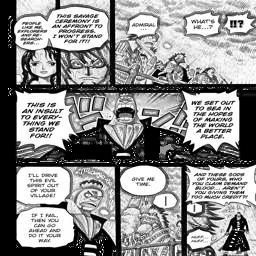 PEOPLE
LIKE ME,
EXPLORERS
AND RE-
SEARCH-
ERS...
THIS SAVAGE
CEREMONY IS
AN AFFRONT TO
PROGRESS.
I WON'T STAND
FOR IT!!
ADMIRAL
...
WHAT'S
HE...?
!!?
THIS IS
AN INSULT
TO EVERY-
THING WE
STAND
FOR!!
WE SET OUT
TO SEA IN
THE HOPES
OF MAKING
THE WORLD
A BETTER
PLACE.
I'LL DRIVE
THIS EVIL
SPIRIT OUT
OF YOUR
VILLAGE!
IF I FAIL,
THEN YOU
CAN GO
AHEAD AND
DO IT YOUR
WAY.
GIVE ME
TIME.
!
AND THESE GODS
OF YOURS, WHO
YOU CLAIM DEMAND
BLOOD... AREN'T
YOU GIVING THEM
TOO MUCH CREDIT?!
HUFF...
HUFF...